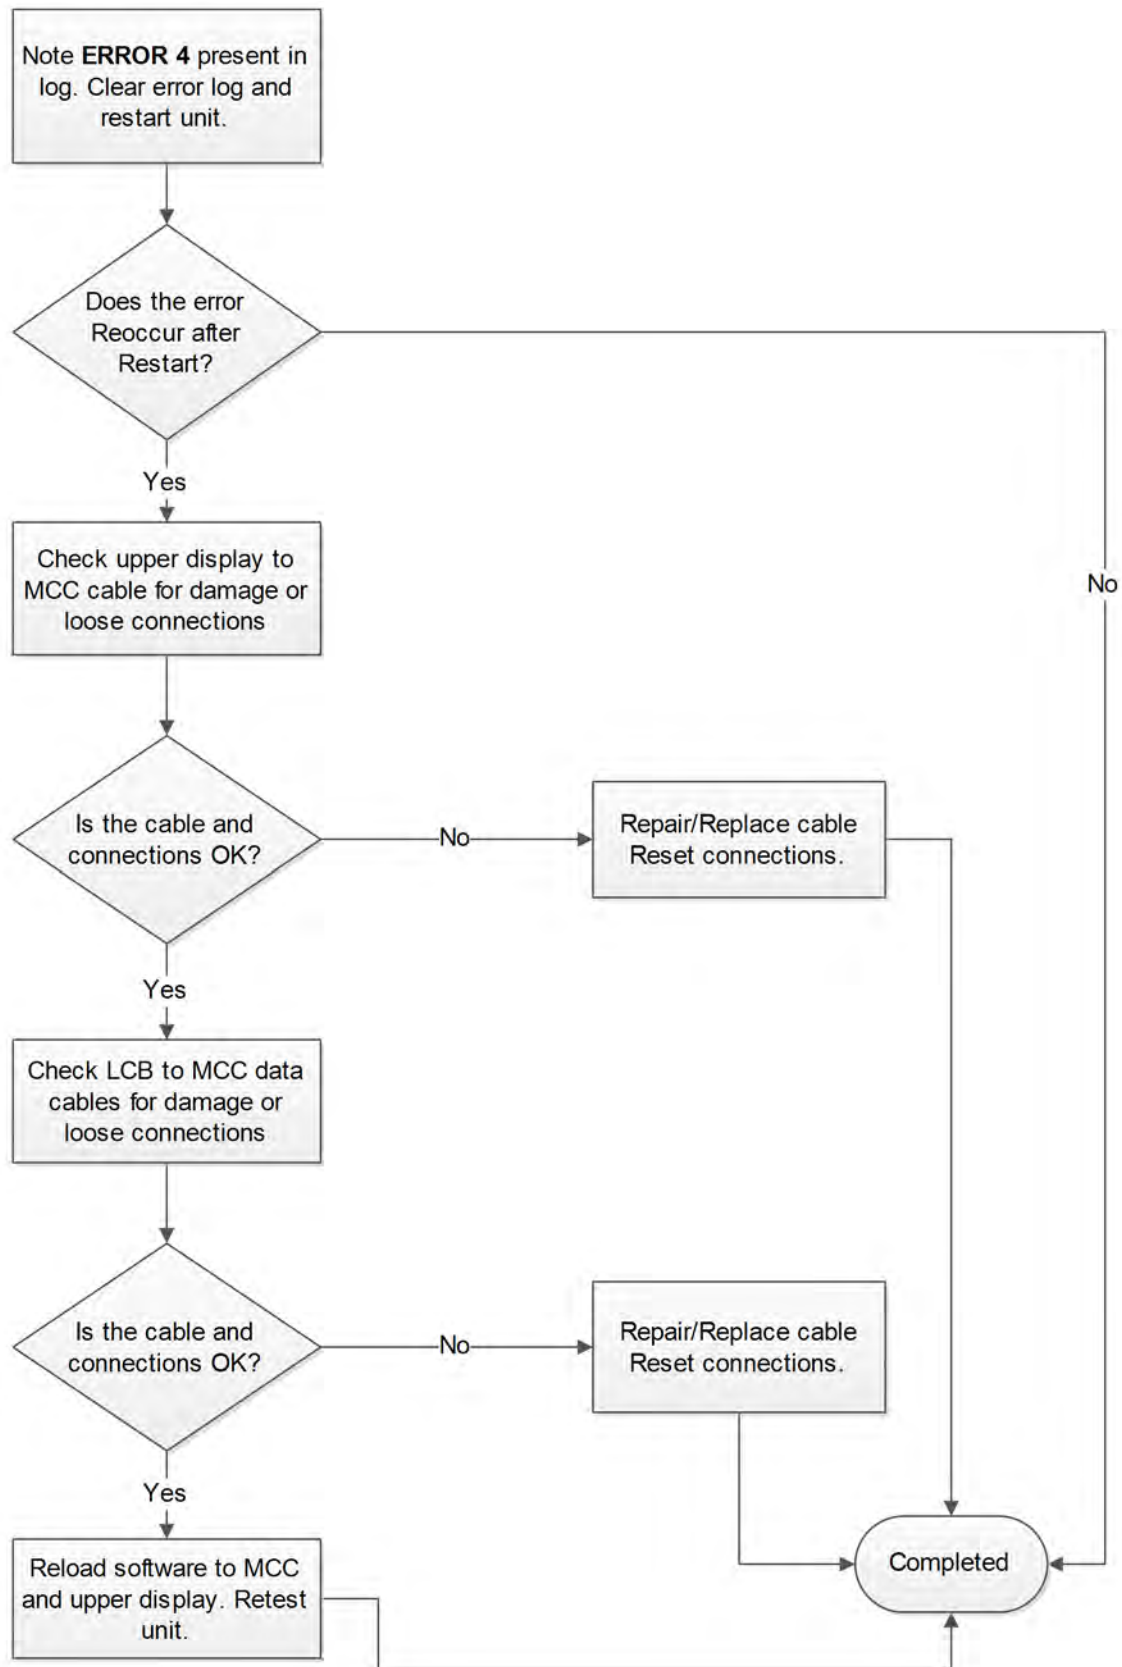 Note ERROR 4 present in
log. Clear error log and
restart unit.
Does the error
Reoccur after
Restart?
Yes
No
Check upper display to
MCC cable for damage or
loose connections
Is the cable and
connections OK?
No
Repair/Replace cable
Reset connections.
Yes
Check LCB to MCC data
cables for damage or
loose connections
Is the cable and
connections OK?
No
Repair/Replace cable
Reset connections.
Yes
Reload software to MCC
and upper display. Retest
unit.
Completed